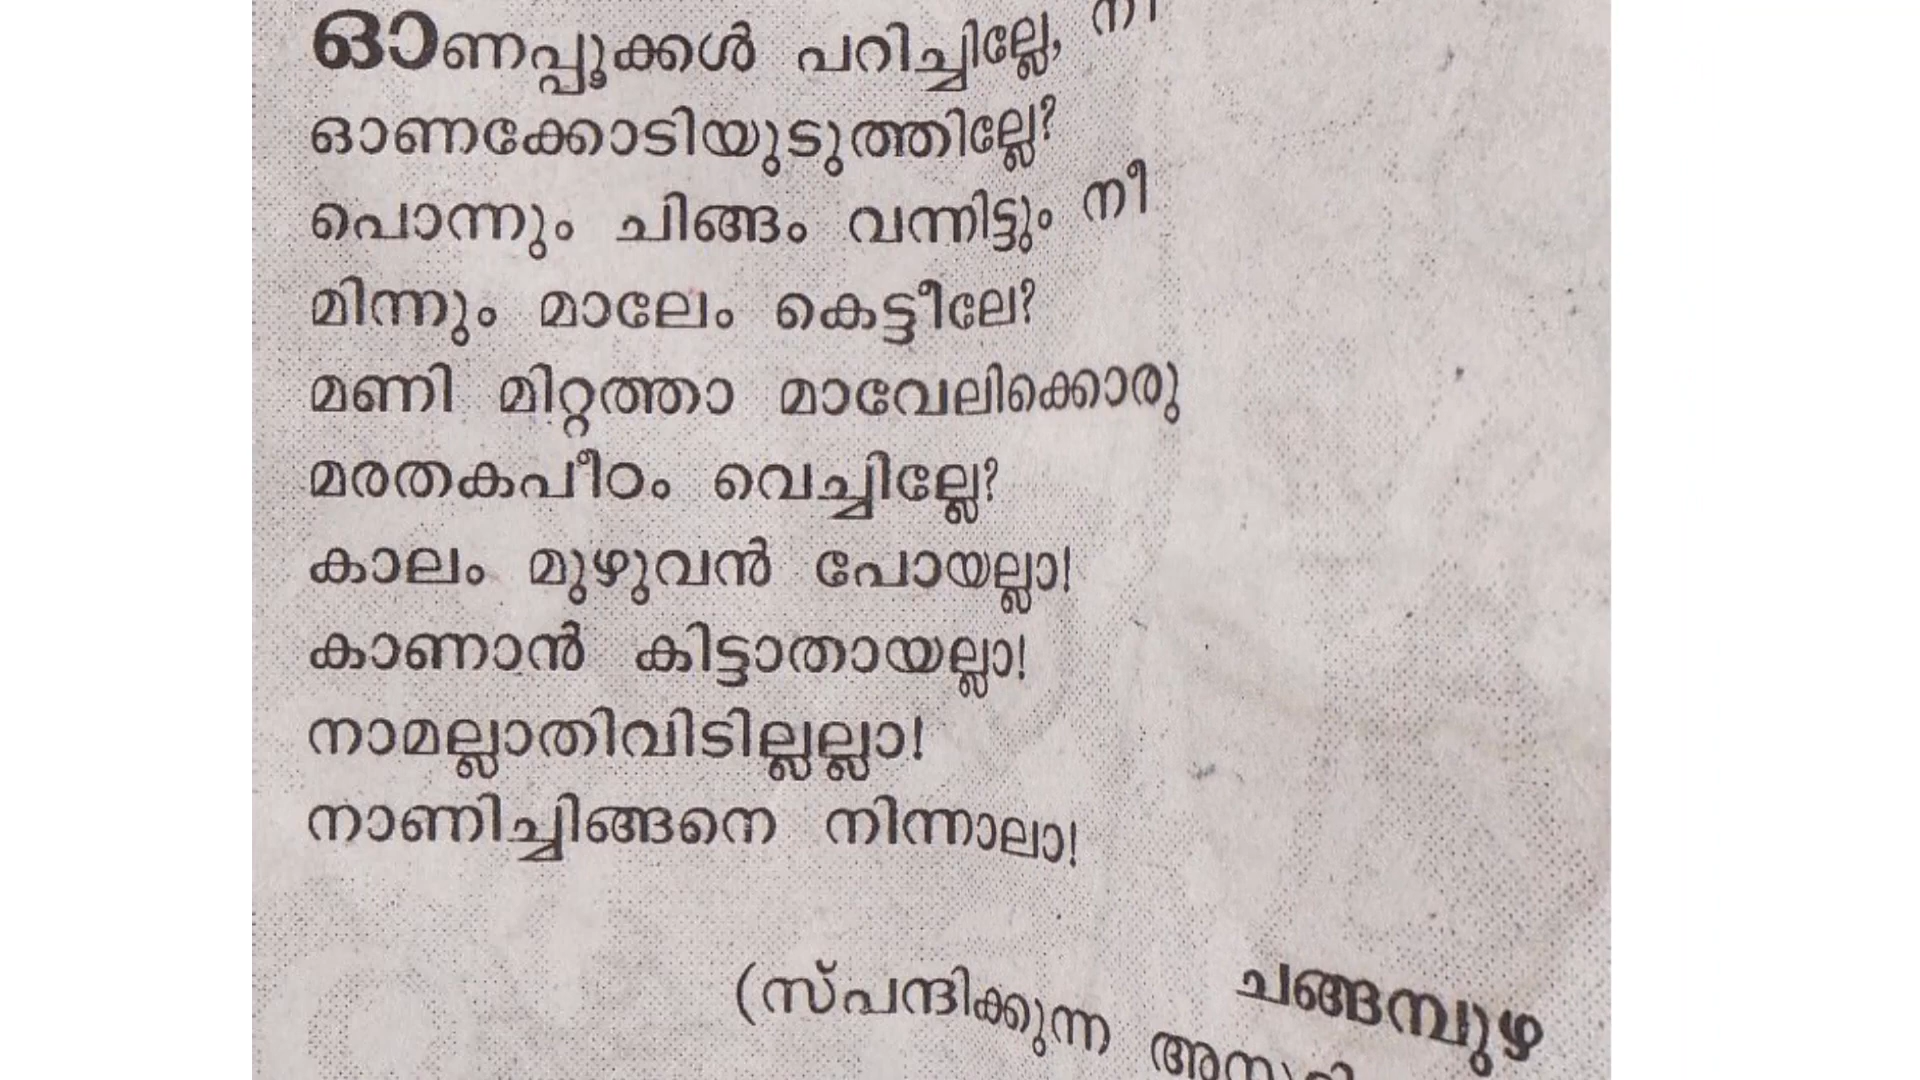 ഓണപ്പൂക്കൾ പറിച്ചില്ലേ, നീ
ഓണക്കോടിയുടുത്തില്ലേ?
പൊന്നും ചിങ്ങം വന്നിട്ടും നീ
മിന്നും മാലേം കെട്ടീലേ?
മണി മിറ്റത്താ മാവേലിക്കൊരു
മരതകപീഠം വെച്ചില്ലേ?
കാലം മുഴുവൻ പോയല്ലാ!
കാണാൻ കിട്ടാതായല്ലാ!
നാമല്ലാതിവിടില്ലല്ലാ!
നാണിച്ചിങ്ങനെ നിന്നാലാ!
ചങ്ങമ്പുഴ
(സ്പന്ദിക്കുന്ന